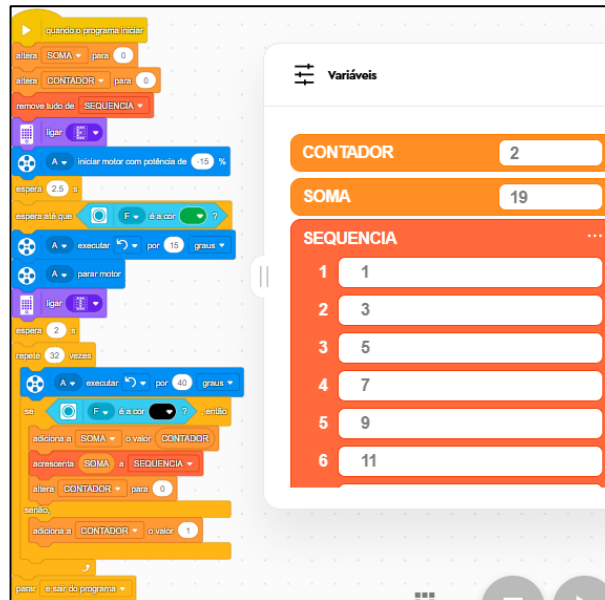 quando o programa iniciar
altera SOMA para 0
altera CONTADOR para 0
remove tudo de SEQUENCIA
ligar E
A iniciar motor com potência de -15 %
espera 2.5 s
espera até que F é a cor ?
A executar por 15 graus
A parar motor
ligar I
espera 2 s
repete 32 vezes
A executar por 40 graus
se F é a cor ? , então
adiciona a SOMA o valor CONTADOR
acrescenta SOMA a SEQUENCIA
altera CONTADOR para 0
senão,
adiciona a CONTADOR o valor 1
parar e sair do programa
Variáveis
CONTADOR 2
SOMA 19
SEQUENCIA ...
1 1
2 3
3 5
4 7
5 9
6 11